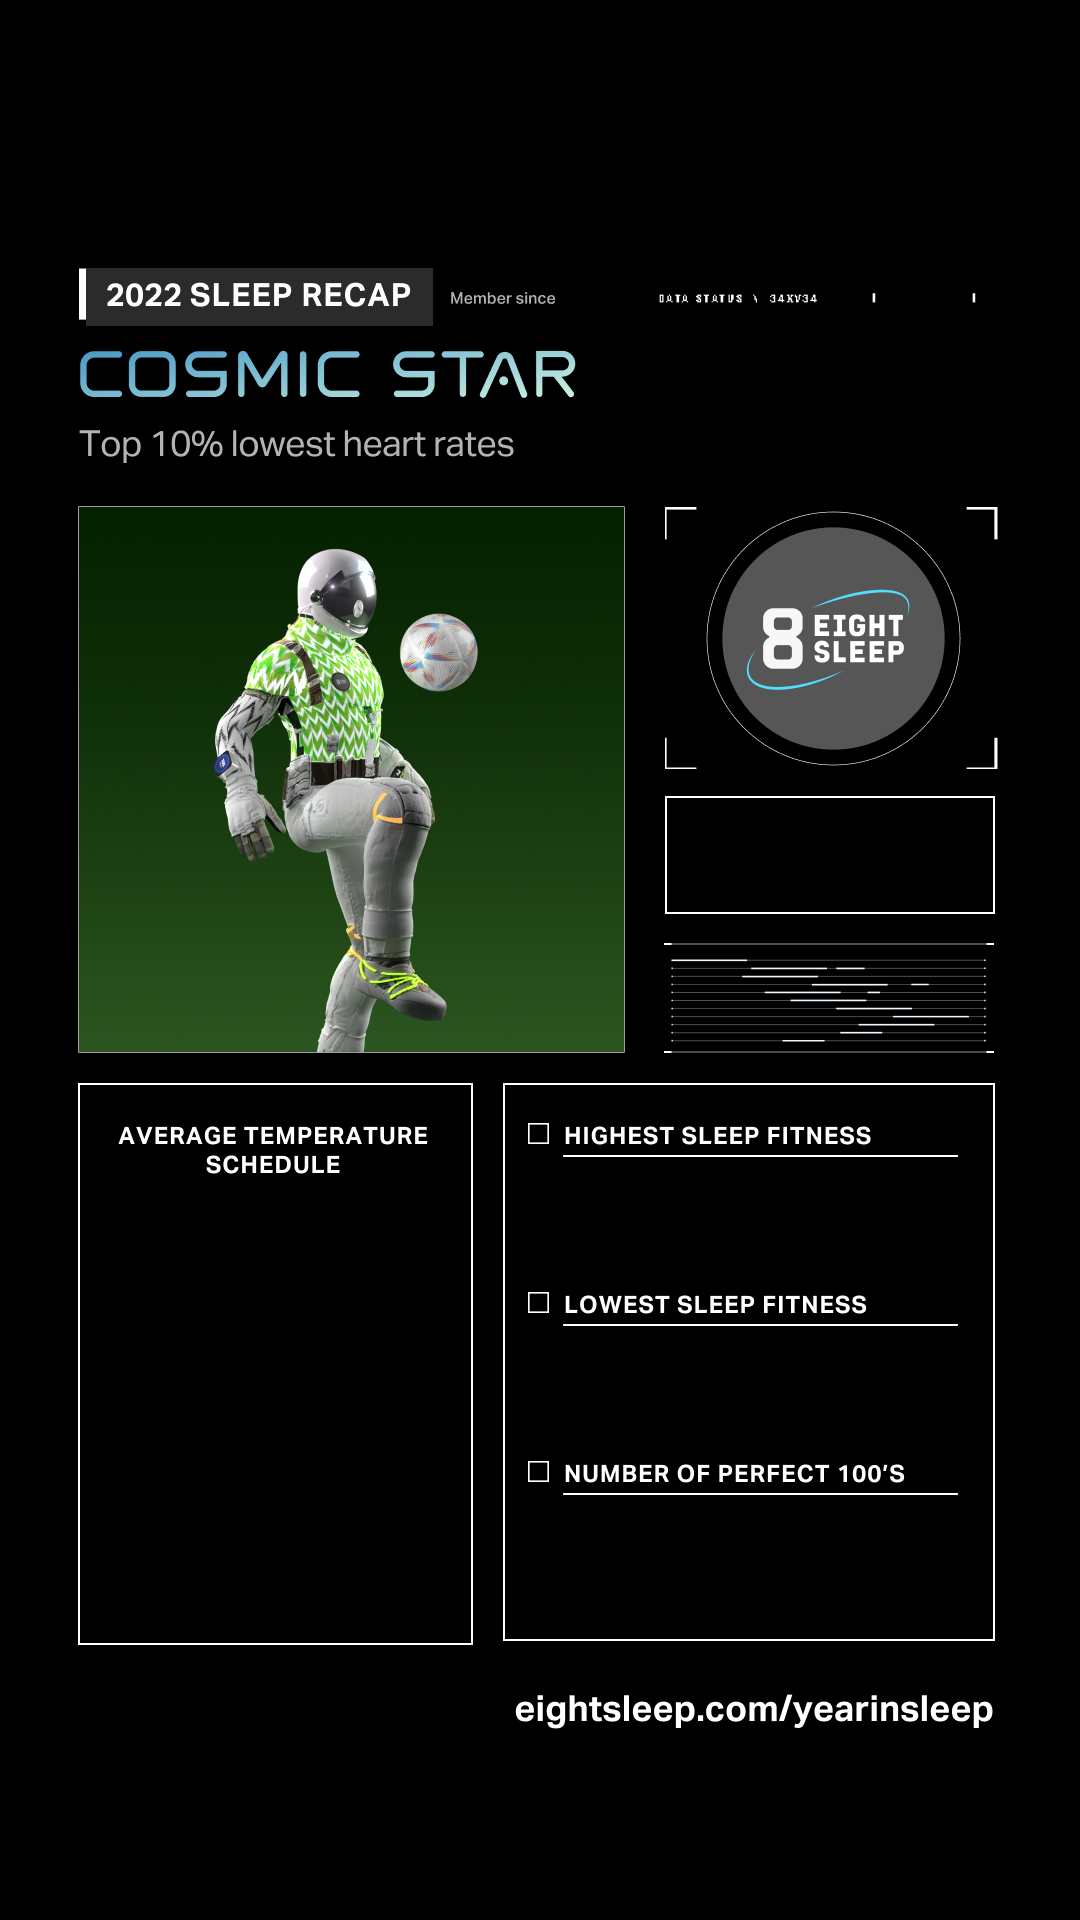 2022 SLEEP RECAP
Member since
DATA STATUS \ 34XV34
COSMIC STAR
Top 10% lowest heart rates
8 EIGHT
SLEEP
AVERAGE TEMPERATURE
SCHEDULE
HIGHEST SLEEP FITNESS
LOWEST SLEEP FITNESS
NUMBER OF PERFECT 100'S
eightsleep.com/yearinsleep